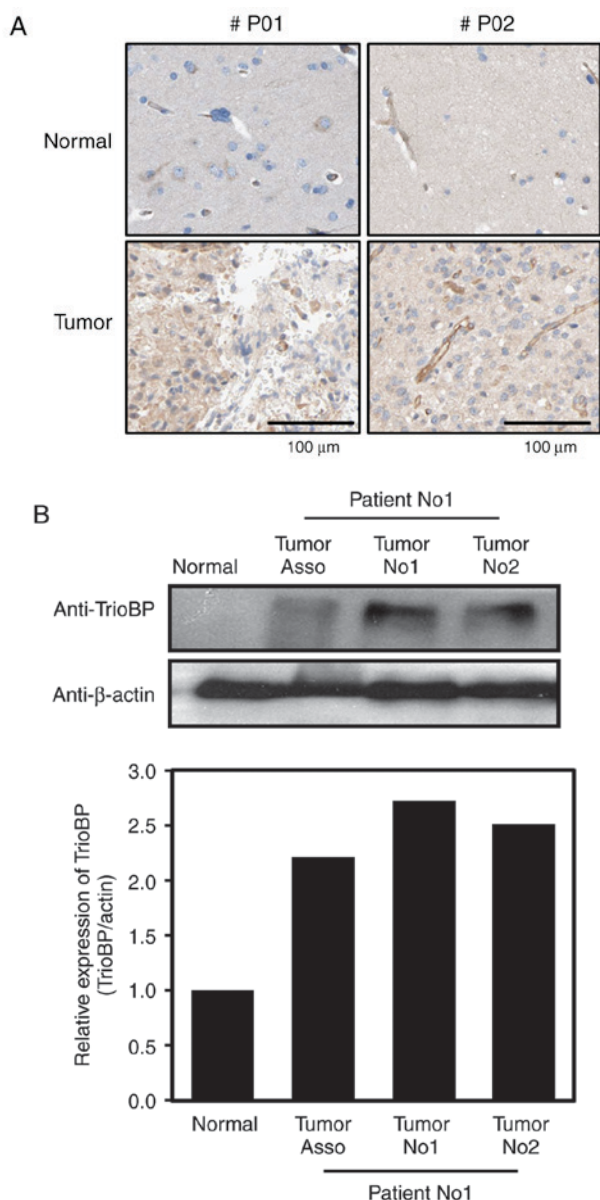 A
# P01
# P02
Normal
Tumor
100 μm
100 μm
B
Patient No1
Normal
Tumor
Asso
Tumor
No1
Tumor
No2
Anti-TrioBP
Anti-β-actin
Relative expression of TrioBP
(TrioBP/actin)
3.0
2.5
2.0
1.5
1.0
0.5
0.0
Normal
Tumor
Asso
Tumor
No1
Tumor
No2
Patient No1